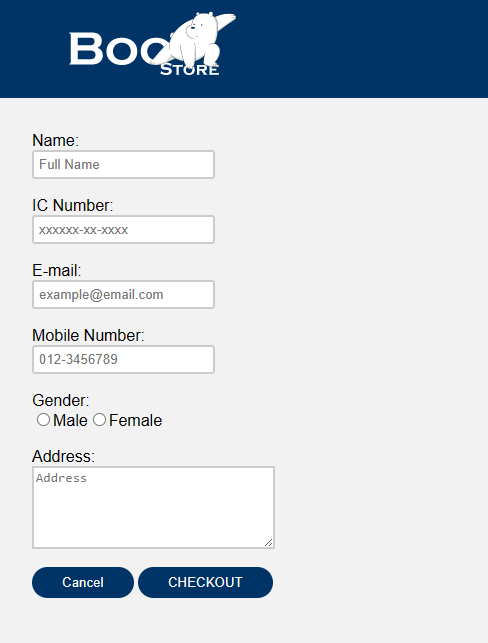 Boo
STORE
Name:
Full Name
IC Number:
xxxxxx-xx-xxxx
E-mail:
example@email.com
Mobile Number:
012-3456789
Gender:
Male Female
Address:
Address
Cancel CHECKOUT